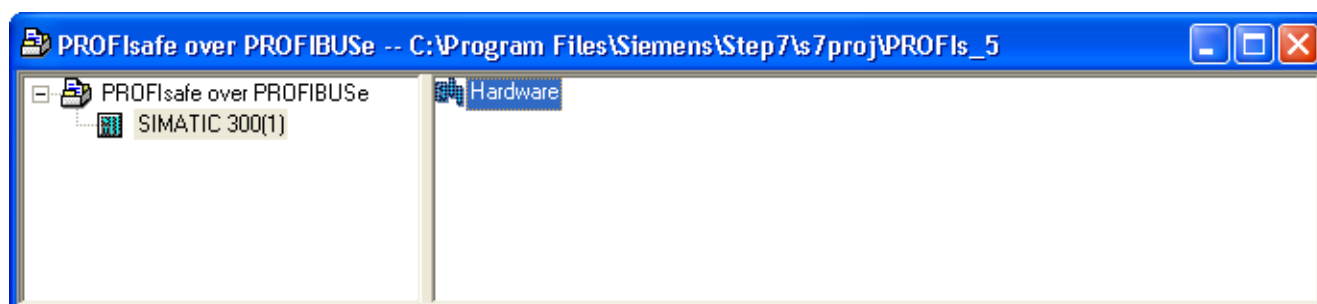 PROFIsafe over PROFIBUSe -- C:\Program Files\Siemens\Step7\s7proj\PROFIs_5
PROFIsafe over PROFIBUSe
Hardware
SIMATIC 300(1)